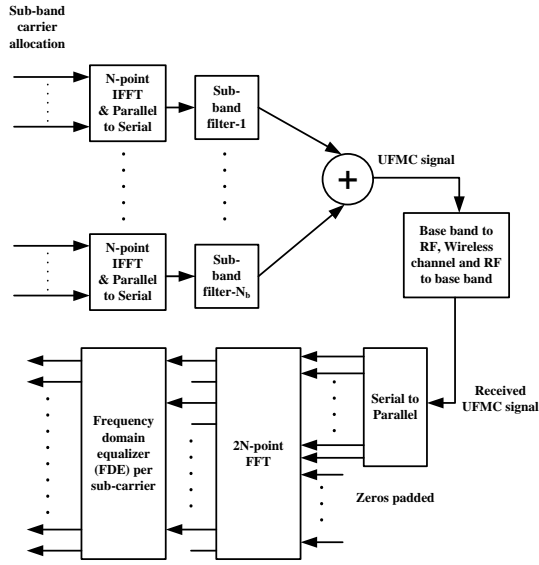 Sub-band
carrier
allocation
N-point
IFFT
& Parallel
to Serial
Sub-
band
filter-1
+
UFMC signal
N-point
IFFT
& Parallel
to Serial
Sub-
band
filter-Nb
Base band to
RF, Wireless
channel and RF
to base band
Frequency
domain
equalizer
(FDE) per
sub-carrier
2N-point
FFT
Serial to
Parallel
Received
UFMC signal
Zeros padded